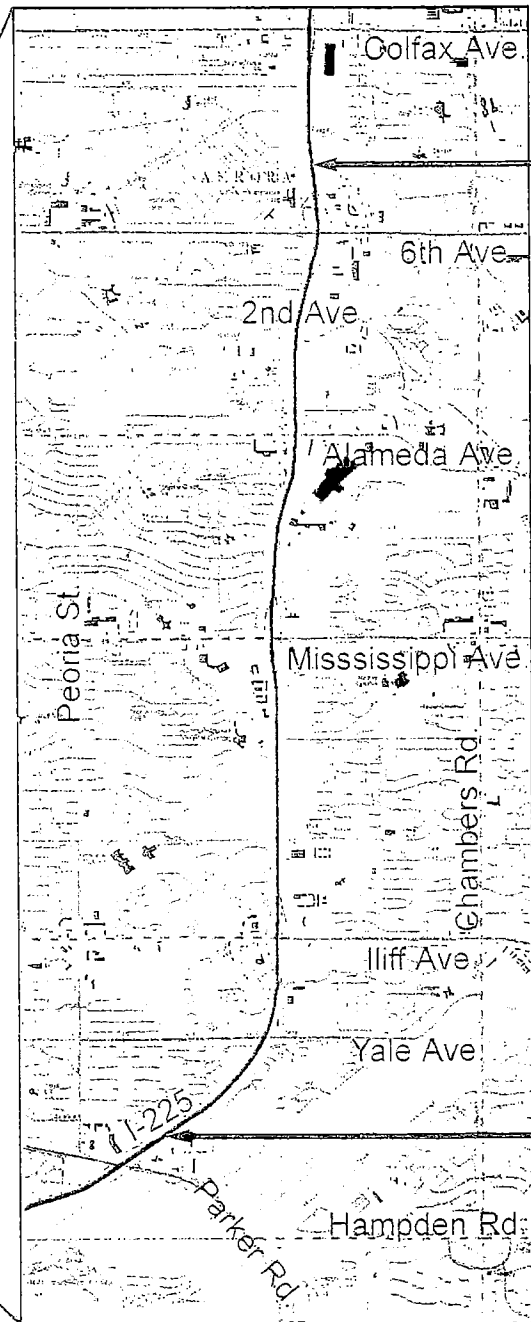 Colfax Ave
AURORA
6th Ave
2nd Ave
Alameda Ave
Peoria St.
Misssissippi Ave
Chambers Rd
Iliff Ave
Yale Ave
I-225
Parker Rd
Hampden Rd